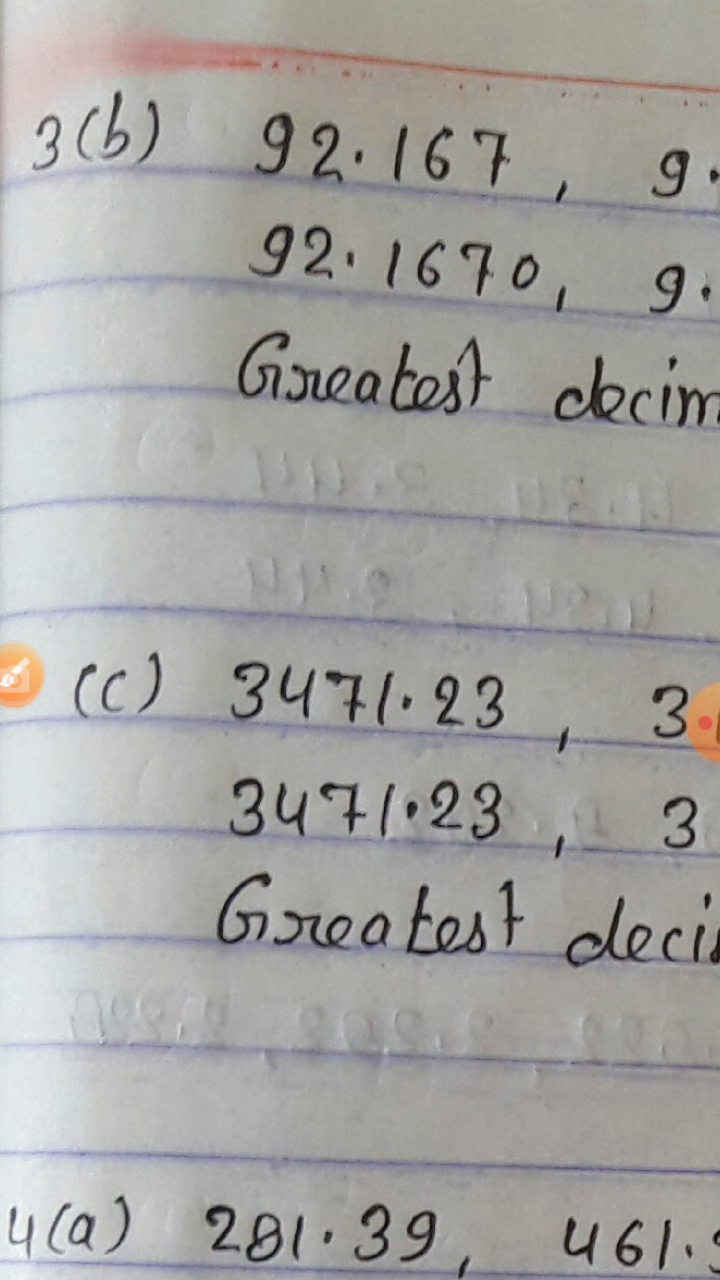 3(b) 92.167, 9.
92.1670, 9.
Greatest decim
(c) 3471.23, 3.
3471.23, 3
Greatest deci
4(a) 281.39, 461.